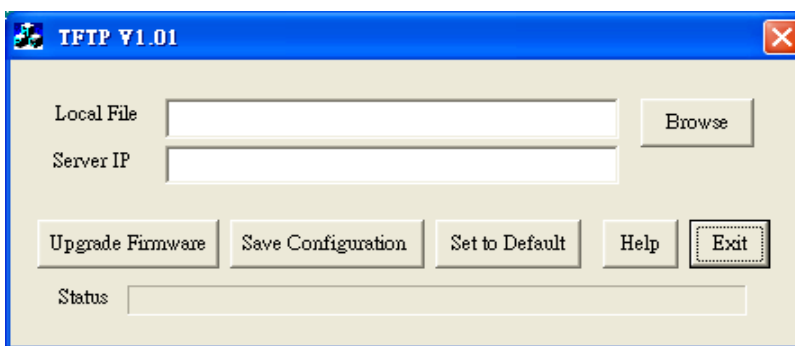 TFTP V1.01
Local File
Browse
Server IP
Upgrade Firmware Save Configuration Set to Default Help Exit
Status